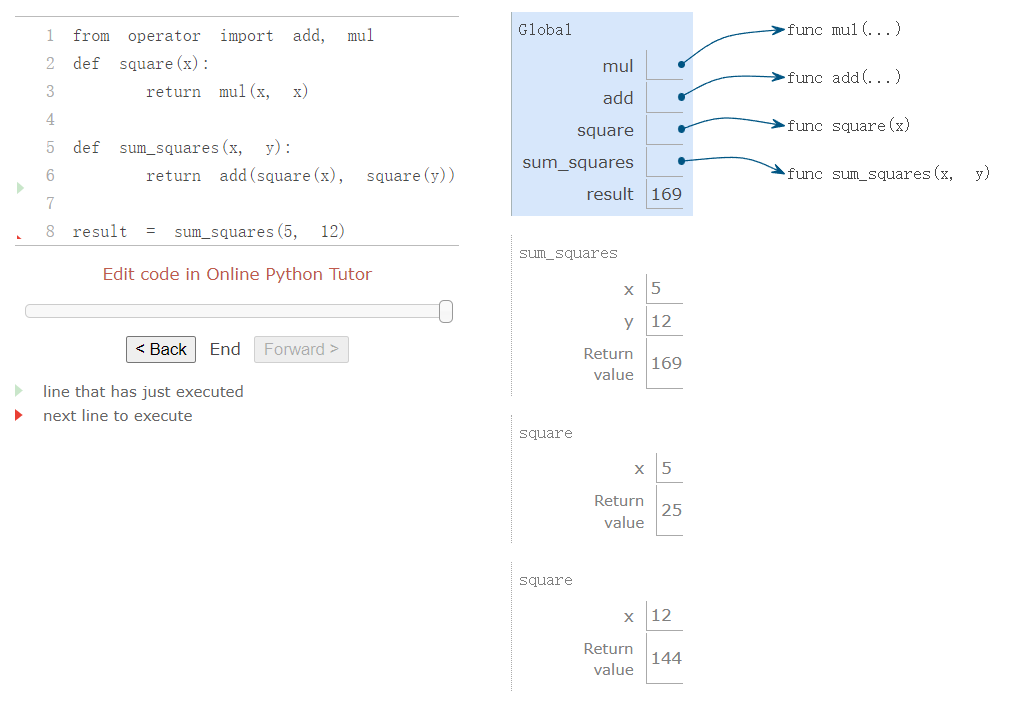 1 from operator import add, mul
2 def square(x):
3 return mul(x, x)
4
5 def sum_squares(x, y):
6 return add(square(x), square(y))
7
8 result = sum_squares(5, 12)
Edit code in Online Python Tutor
< Back End Forward >
line that has just executed
next line to execute
Global
mul
add
square
sum_squares
result 169
func mul(...)
func add(...)
func square(x)
func sum_squares(x, y)
sum_squares
x 5
y 12
Return
value 169
square
x 5
Return
value 25
square
x 12
Return
value 144